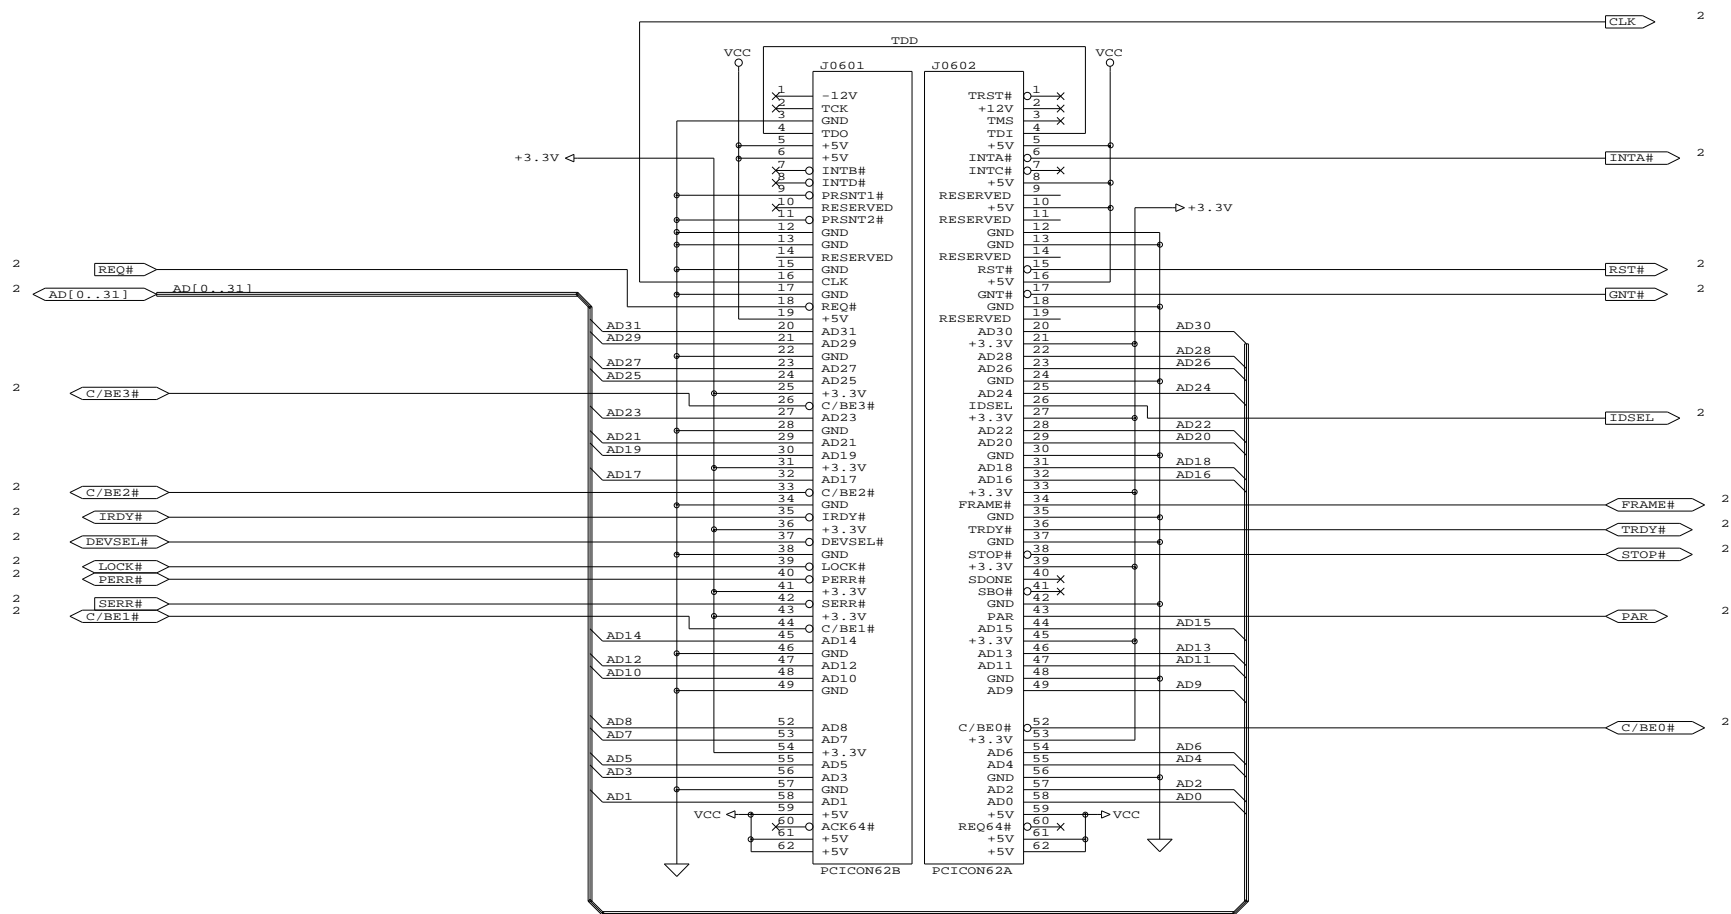 CLK 2
TDD
VCC VCC
J0601 J0602
1 -12V TRST# 1
2 TCK +12V 2
3 GND TMS 3
4 TDO TDI 4
5 +5V +5V 5
+3.3V 6 +5V INTA# 6 INTA# 2
7 INTB# INTC# 7
8 INTD# +5V 8
9 PRSNT1# RESERVED 9
10 RESERVED +5V 10 +3.3V
11 PRSNT2# RESERVED 11
12 GND GND 12
13 GND GND 13
14 RESERVED RESERVED 14
2 REQ# 15 GND RST# 15 RST# 2
16 CLK +5V 16
2 AD[0..31] AD[0..31] 17 GND GNT# 17 GNT# 2
18 REQ# GND 18
19 +5V RESERVED 19
AD31 20 AD31 AD30 20 AD30
AD29 21 AD29 +3.3V 21
22 GND AD28 22 AD28
AD27 23 AD27 AD26 23 AD26
AD25 24 AD25 GND 24
2 C/BE3# 25 +3.3V AD24 25 AD24
26 C/BE3# IDSEL 26
AD23 27 AD23 +3.3V 27 IDSEL 2
28 GND AD22 28 AD22
AD21 29 AD21 AD20 29 AD20
AD19 30 AD19 GND 30
31 +3.3V AD18 31 AD18
AD17 32 AD17 AD16 32 AD16
2 C/BE2# 33 C/BE2# +3.3V 33
34 GND FRAME# 34 FRAME# 2
2 IRDY# 35 IRDY# GND 35
36 +3.3V TRDY# 36 TRDY# 2
2 DEVSEL# 37 DEVSEL# GND 37
38 GND STOP# 38 STOP# 2
2 LOCK# 39 LOCK# +3.3V 39
2 PERR# 40 PERR# SDONE 40
41 +3.3V SBO# 41
2 SERR# 42 SERR# GND 42
2 C/BE1# 43 +3.3V PAR 43 PAR 2
44 C/BE1# AD15 44 AD15
AD14 45 AD14 +3.3V 45
46 GND AD13 46 AD13
AD12 47 AD12 AD11 47 AD11
AD10 48 AD10 GND 48
49 GND AD9 49 AD9
AD8 52 AD8 C/BE0# 52 C/BE0# 2
AD7 53 AD7 +3.3V 53
54 +3.3V AD6 54 AD6
AD5 55 AD5 AD4 55 AD4
AD3 56 AD3 GND 56
57 GND AD2 57 AD2
AD1 58 AD1 AD0 58 AD0
VCC 59 +5V +5V 59 VCC
60 ACK64# REQ64# 60
61 +5V +5V 61
62 +5V +5V 62
PCICON62B PCICON62A